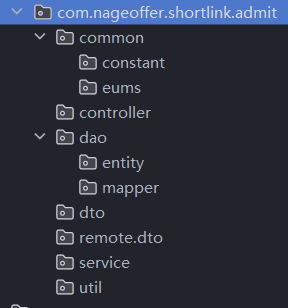 com.nageoffer.shortlink.admit
common
constant
eums
controller
dao
entity
mapper
dto
remote.dto
service
util